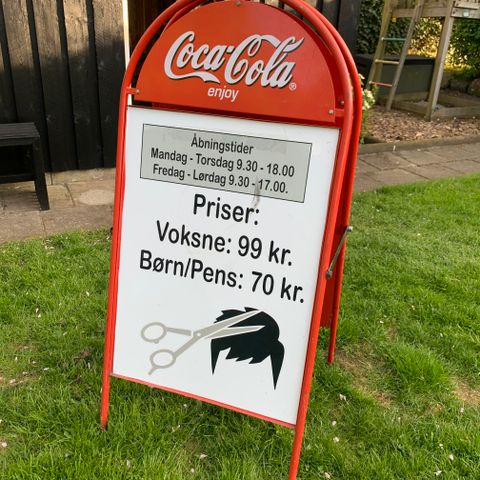 Coca-Cola
enjoy
Åbningstider
Mandag - Torsdag 9.30 - 18.00
Fredag - Lørdag 9.30 - 17.00.
Priser:
Voksne: 99 kr.
Børn/Pens: 70 kr.